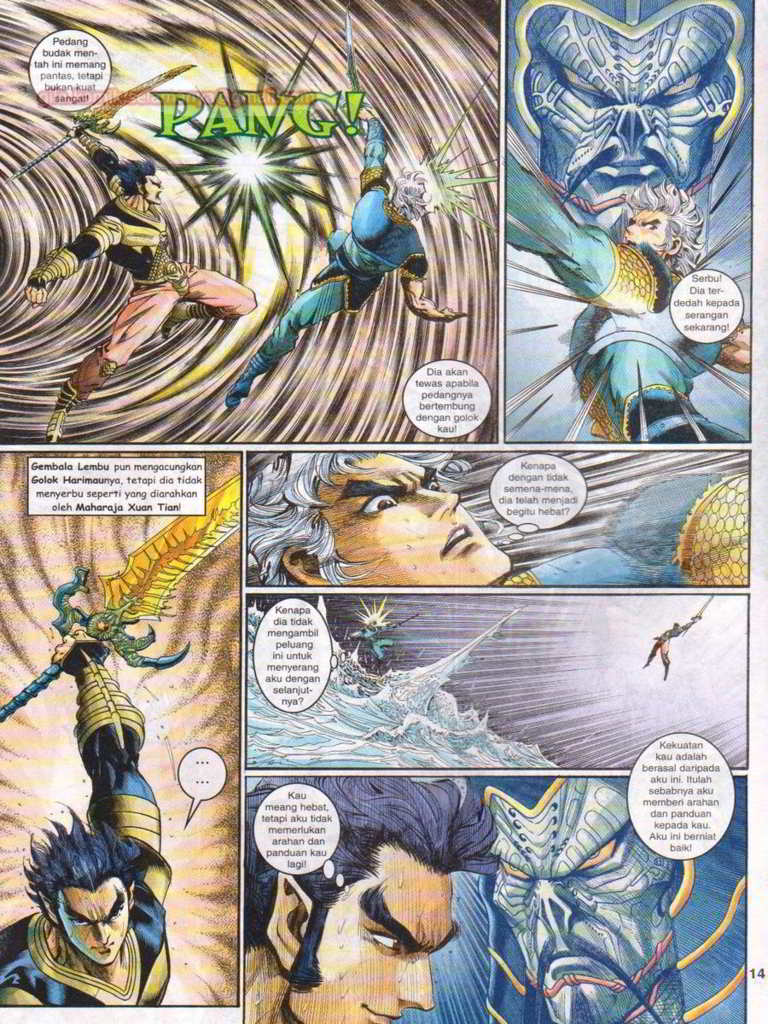 Pedang
budak men-
tah ini memang
pantas, tetapi
bukan kuat
sangat!
PANG!
Dia akan
tewas apabila
pedangnya
bertembung
dengan golok
kau!
Serbu!
Dia ter-
dedah kepada
serangan
sekarang!
Gembala Lembu pun mengacungkan
Golok Harimaunya, tetapi dia tidak
menyerbu seperti yang diarahkan
oleh Maharaja Xuan Tian!
...
...
Kenapa
dengan tidak
semena-mena,
dia telah menjadi
begitu hebat?
Kenapa
dia tidak
mengambil
peluang
ini untuk
menyerang
aku dengan
selanjut-
nya?
Kekuatan
kau adalah
berasal daripada
aku ini. Itulah
sebabnya aku
memberi arahan
dan panduan
kepada kau.
Aku ini berniat
baik!
Kau
meang hebat,
tetapi aku tidak
memerlukan
arahan dan
panduan kau
lagi!
14